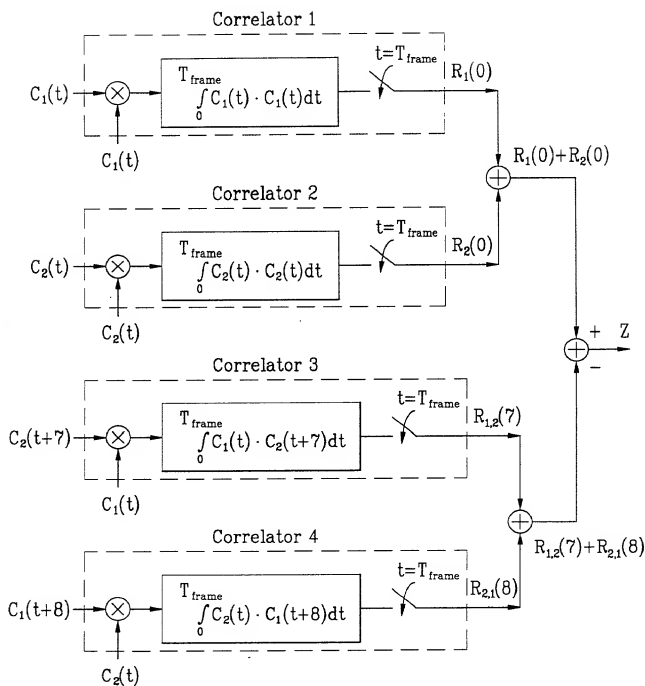 Correlator 1
C₁(t)
T_frame
∫₀ C₁(t) · C₁(t)dt
t=T_frame
R₁(0)
C₁(t)
R₁(0)+R₂(0)
Correlator 2
C₂(t)
T_frame
∫₀ C₂(t) · C₂(t)dt
t=T_frame
R₂(0)
C₂(t)
+
Z
−
Correlator 3
C₂(t+7)
T_frame
∫₀ C₁(t) · C₂(t+7)dt
t=T_frame
R₁,₂(7)
C₁(t)
Correlator 4
R₁,₂(7)+R₂,₁(8)
C₁(t+8)
T_frame
∫₀ C₂(t) · C₁(t+8)dt
t=T_frame
R₂,₁(8)
C₂(t)